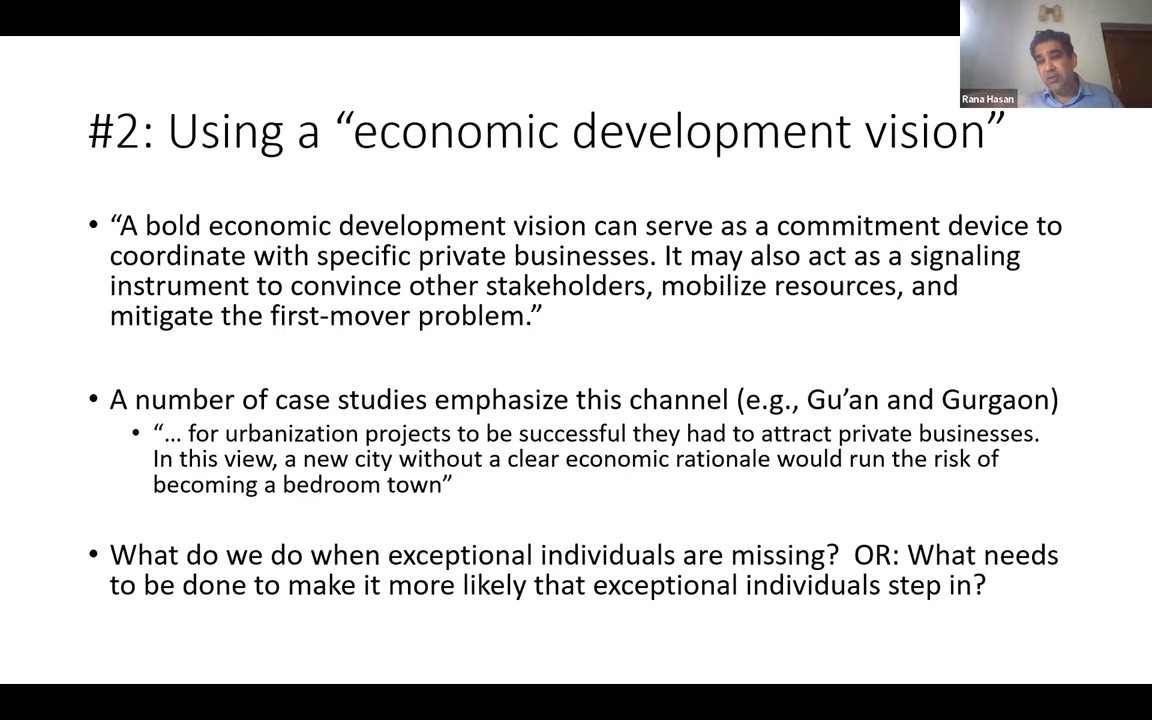 Rana Hasan
#2: Using a “economic development vision”
• “A bold economic development vision can serve as a commitment device to
coordinate with specific private businesses. It may also act as a signaling
instrument to convince other stakeholders, mobilize resources, and
mitigate the first-mover problem.”
• A number of case studies emphasize this channel (e.g., Gu’an and Gurgaon)
• “… for urbanization projects to be successful they had to attract private businesses.
In this view, a new city without a clear economic rationale would run the risk of
becoming a bedroom town”
• What do we do when exceptional individuals are missing?  OR: What needs
to be done to make it more likely that exceptional individuals step in?